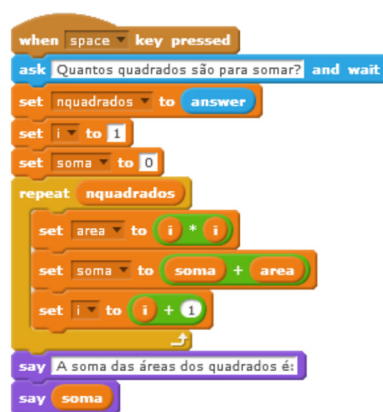 when space key pressed
ask Quantos quadrados são para somar? and wait
set nquadrados to answer
set i to 1
set soma to 0
repeat nquadrados
set area to i * i
set soma to soma + area
set i to i + 1
say A soma das áreas dos quadrados é:
say soma